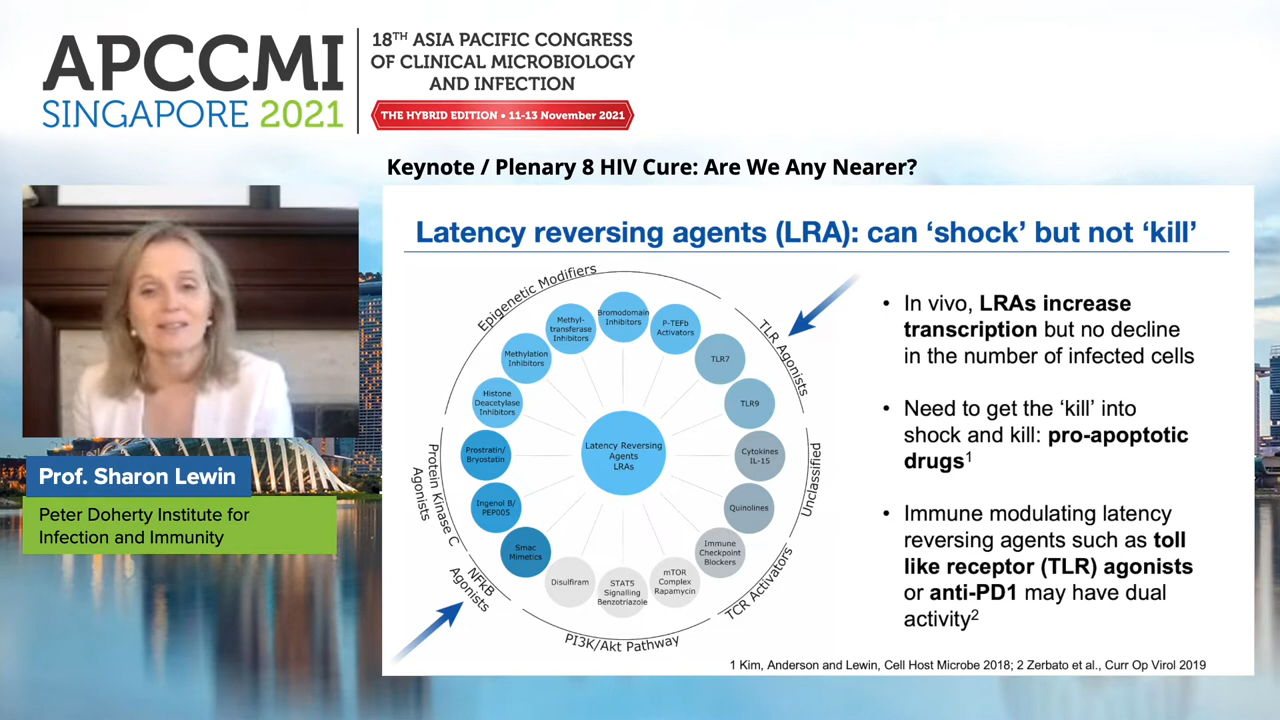 APCCMI
SINGAPORE 2021
18TH ASIA PACIFIC CONGRESS
OF CLINICAL MICROBIOLOGY
AND INFECTION
THE HYBRID EDITION • 11-13 November 2021
Keynote / Plenary 8 HIV Cure: Are We Any Nearer?
Prof. Sharon Lewin
Peter Doherty Institute for
Infection and Immunity
Latency reversing agents (LRA): can ‘shock’ but not ‘kill’
Epigenetic Modifiers
TLR Agonists
Unclassified
TCR Activators
PI3K/Akt Pathway
NFKB
Agonists
Protein Kinase C
Agonists
Bromodomain
Inhibitors
P-TEFb
Activators
TLR7
TLR9
Cytokines
IL-15
Quinolines
Immune
Checkpoint
Blockers
mTOR
Complex
Rapamycin
STAT5
Signalling
Benzotriazole
Disulfiram
Smac
Mimetics
Ingenol B/
PEP005
Prostratin/
Bryostatin
Histone
Deacetylase
Inhibitors
Methylation
Inhibitors
Methyl-
transferase
Inhibitors
Latency Reversing
Agents
LRAs
• In vivo, LRAs increase
transcription but no decline
in the number of infected cells
• Need to get the ‘kill’ into
shock and kill: pro-apoptotic
drugs1
• Immune modulating latency
reversing agents such as toll
like receptor (TLR) agonists
or anti-PD1 may have dual
activity2
1 Kim, Anderson and Lewin, Cell Host Microbe 2018; 2 Zerbato et al., Curr Op Virol 2019